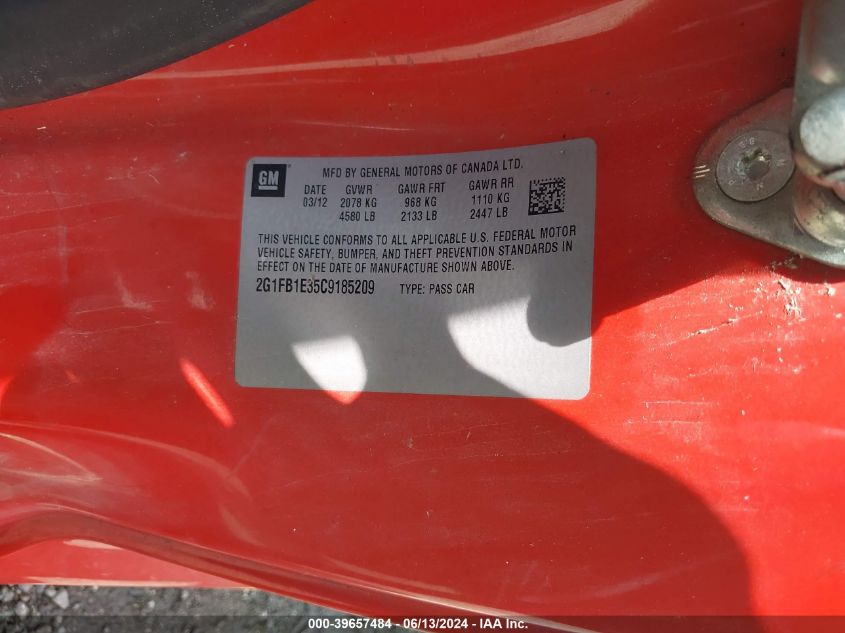 GM
MFD BY GENERAL MOTORS OF CANADA LTD.
DATE GVWR GAWR FRT GAWR RR
03/12 2078 KG 968 KG 1110 KG
4580 LB 2133 LB 2447 LB
THIS VEHICLE CONFORMS TO ALL APPLICABLE U.S. FEDERAL MOTOR
VEHICLE SAFETY, BUMPER, AND THEFT PREVENTION STANDARDS IN
EFFECT ON THE DATE OF MANUFACTURE SHOWN ABOVE.
2G1FB1E35C9185209 TYPE: PASS CAR
000-39657484 - 06/13/2024 - IAA Inc.